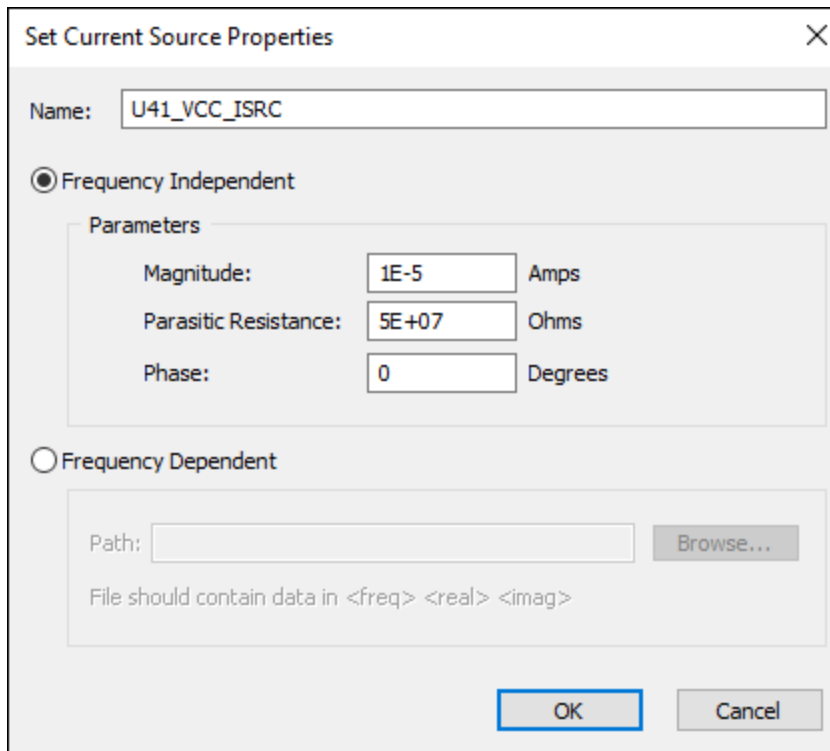 Set Current Source Properties
Name: U41_VCC_ISRC
Frequency Independent
Parameters
Magnitude: 1E-5 Amps
Parasitic Resistance: 5E+07 Ohms
Phase: 0 Degrees
Frequency Dependent
Path: Browse...
File should contain data in <freq> <real> <imag>
OK Cancel